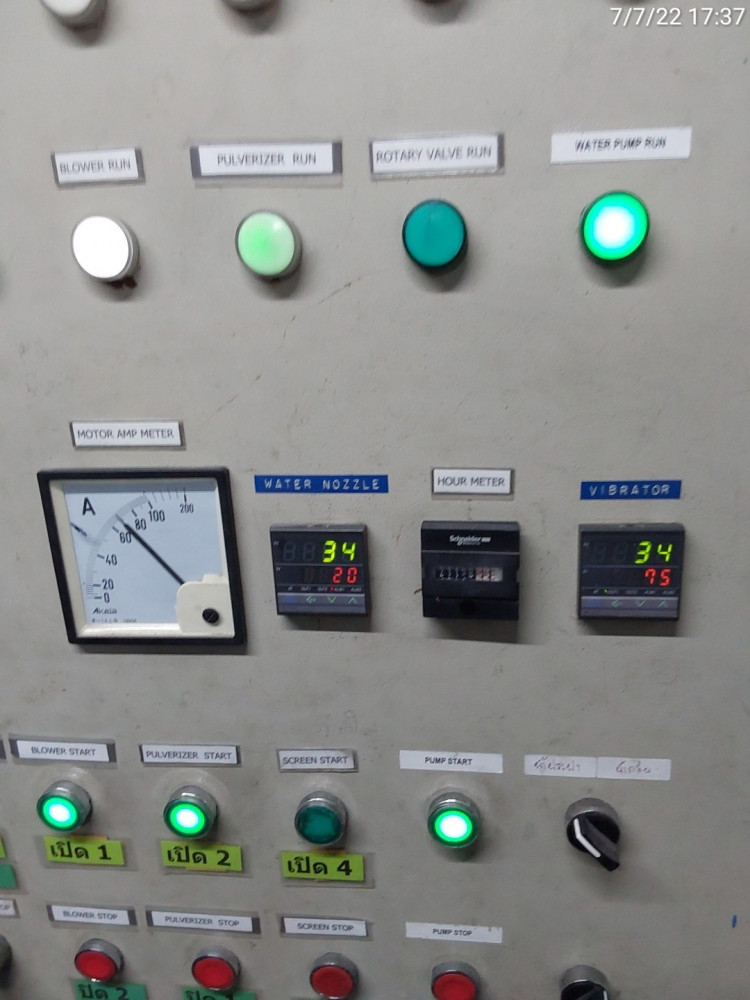 7/7/22 17:37
BLOWER RUN
PULVERIZER RUN
ROTARY VALVE RUN
WATER PUMP RUN
MOTOR AMP METER
WATER NOZZLE
HOUR METER
VIBRATOR
A
200
100
80
60
40
20
0
34
20
Schneider
34
75
BLOWER START
PULVERIZER START
SCREEN START
PUMP START
เปิด 1
เปิด 2
เปิด 4
BLOWER STOP
PULVERIZER STOP
SCREEN STOP
PUMP STOP